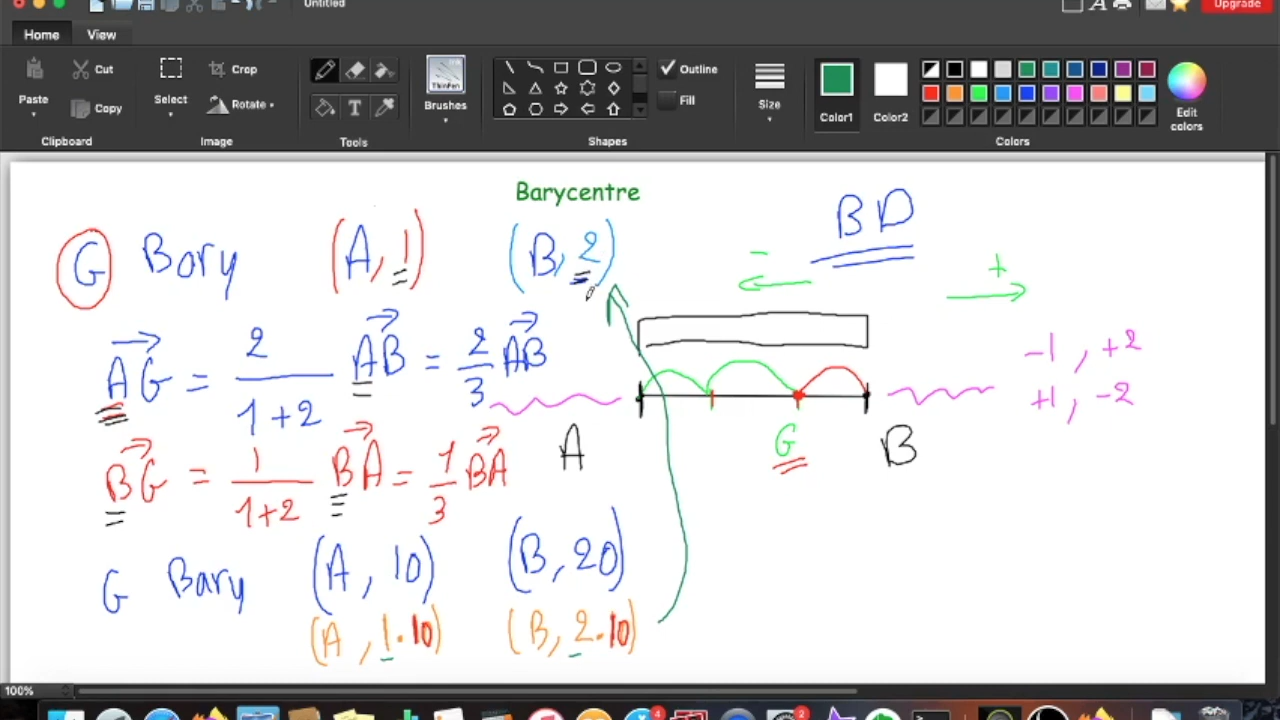 Untitled
Upgrade
Home View
Paste Cut Copy Select Crop Rotate Brushes Outline Fill Size Color1 Color2 Edit colors
Clipboard Image Tools Shapes Colors
Barycentre
BD
G Bary (A, 1) (B, 2)
- +
AG = 2/(1+2) AB = 2/3 AB
-1, +2
+1, -2
A G B
BG = 1/(1+2) BA = 1/3 BA
G Bary (A, 10) (B, 20)
(A, 1·10) (B, 2·10)
100%